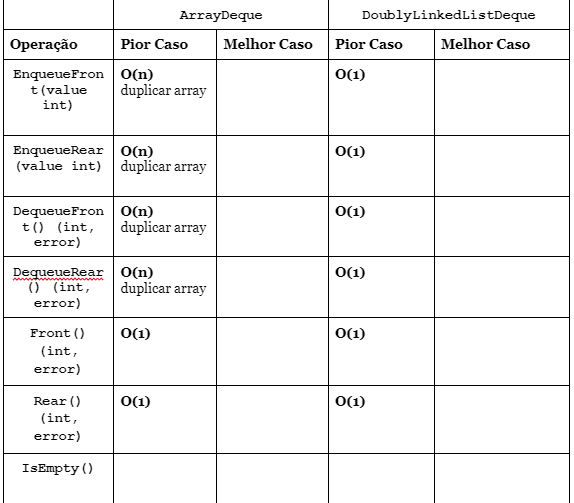 ArrayDeque DoublyLinkedListDeque
Operação Pior Caso Melhor Caso Pior Caso Melhor Caso
EnqueueFron O(n) O(1)
t(value duplicar array
int)
EnqueueRear O(n) O(1)
(value int) duplicar array
DequeueFron O(n) O(1)
t() (int, duplicar array
error)
DequeueRear O(n) O(1)
() (int, duplicar array
error)
Front() O(1) O(1)
(int,
error)
Rear() O(1) O(1)
(int,
error)
IsEmpty()